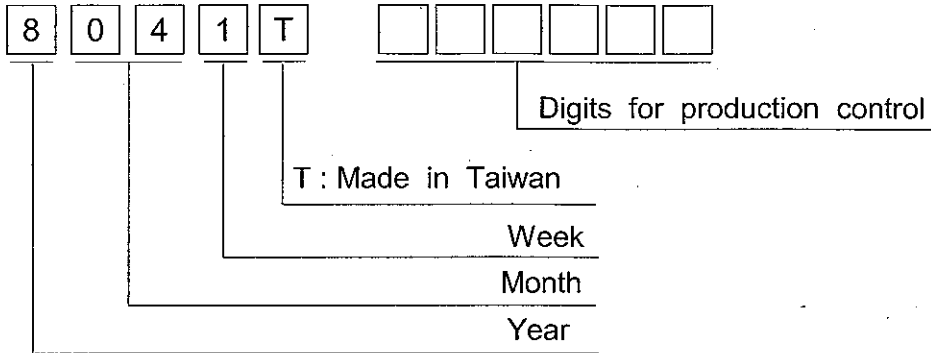 8 0 4 1 T
Digits for production control
T : Made in Taiwan
Week
Month
Year